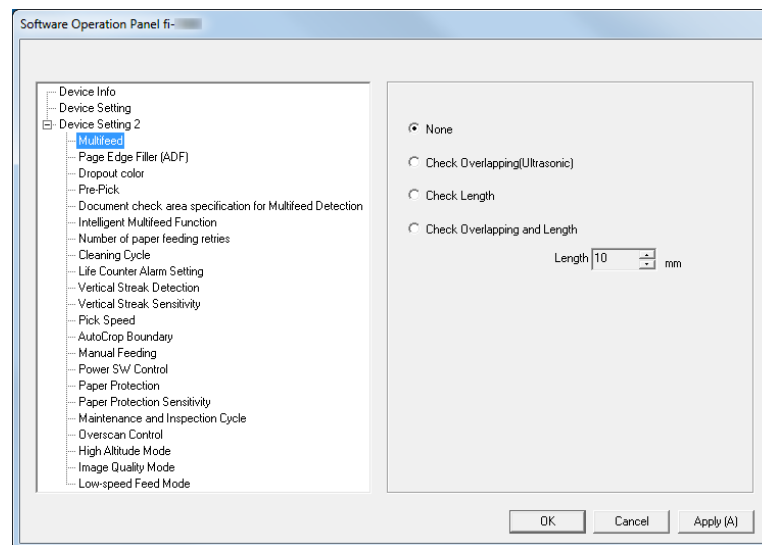 Software Operation Panel fi-
Device Info
Device Setting
Device Setting 2
Multifeed
Page Edge Filler (ADF)
Dropout color
Pre-Pick
Document check area specification for Multifeed Detection
Intelligent Multifeed Function
Number of paper feeding retries
Cleaning Cycle
Life Counter Alarm Setting
Vertical Streak Detection
Vertical Streak Sensitivity
Pick Speed
AutoCrop Boundary
Manual Feeding
Power SW Control
Paper Protection
Paper Protection Sensitivity
Maintenance and Inspection Cycle
Overscan Control
High Altitude Mode
Image Quality Mode
Low-speed Feed Mode
None
Check Overlapping(Ultrasonic)
Check Length
Check Overlapping and Length
Length 10 mm
OK Cancel Apply (A)